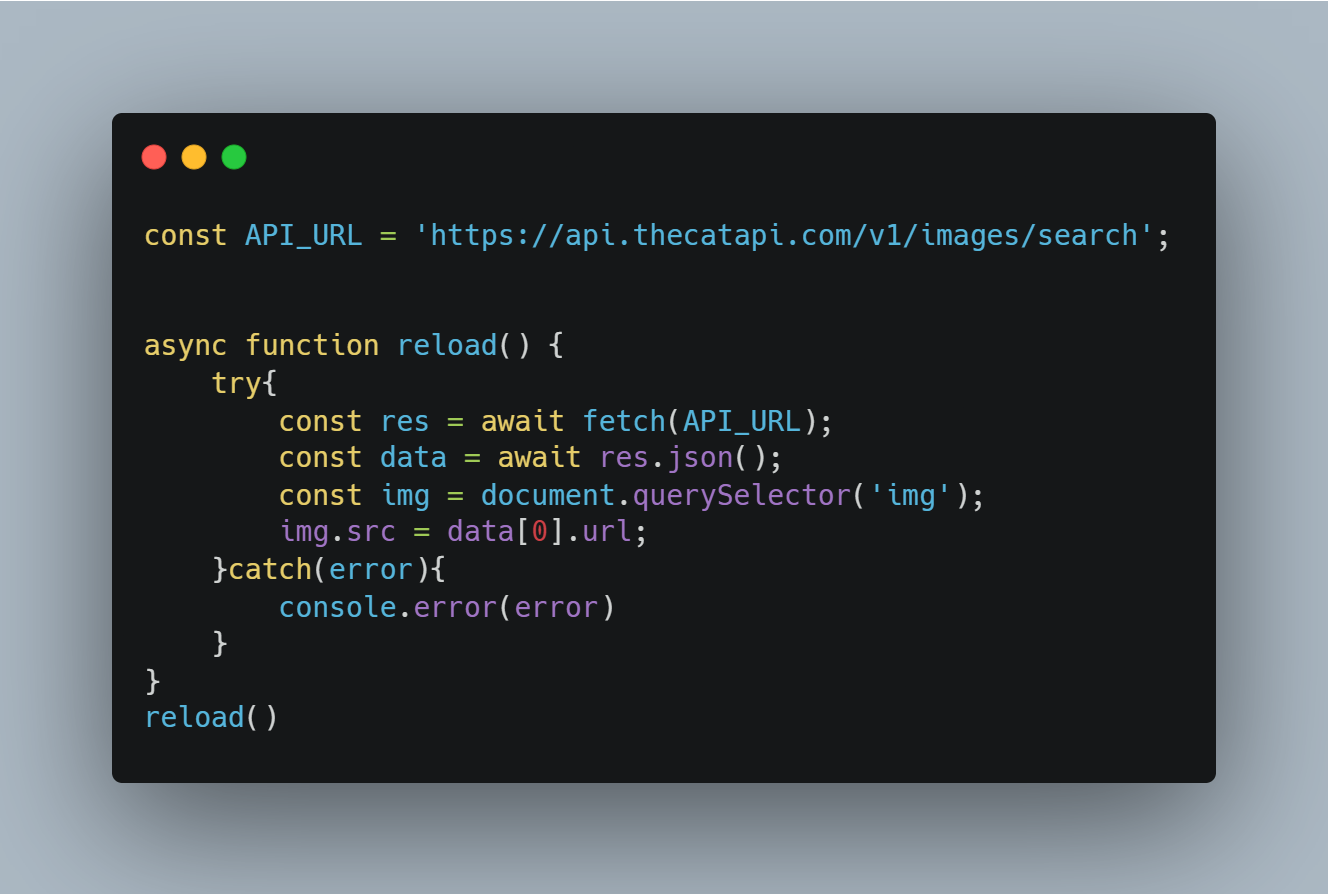 const API_URL = 'https://api.thecatapi.com/v1/images/search';
async function reload() {
    try{
        const res = await fetch(API_URL);
        const data = await res.json();
        const img = document.querySelector('img');
        img.src = data[0].url;
    }catch(error){
        console.error(error)
    }
}
reload()